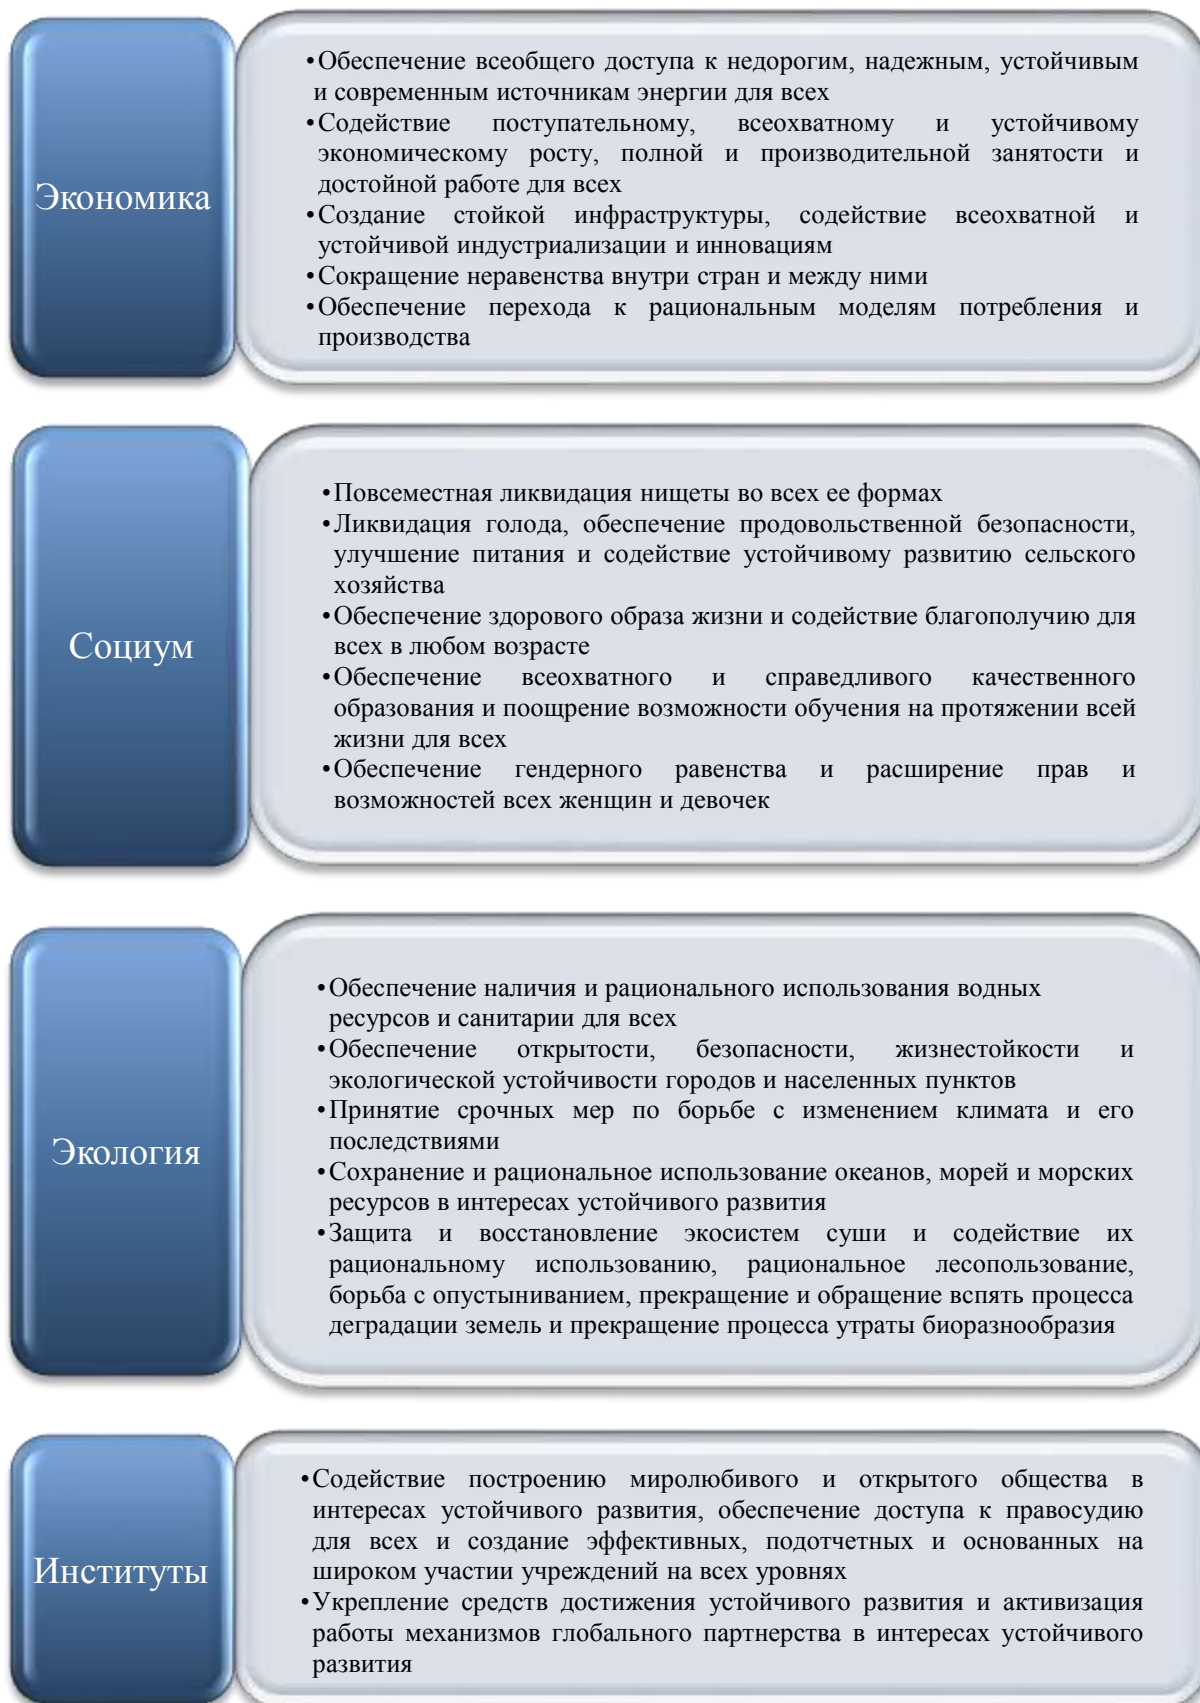 Экономика
•Обеспечение всеобщего доступа к недорогим, надежным, устойчивым
и современным источникам энергии для всех
•Содействие поступательному, всеохватному и устойчивому
экономическому росту, полной и производительной занятости и
достойной работе для всех
•Создание стойкой инфраструктуры, содействие всеохватной и
устойчивой индустриализации и инновациям
•Сокращение неравенства внутри стран и между ними
•Обеспечение перехода к рациональным моделям потребления и
производства
Социум
•Повсеместная ликвидация нищеты во всех ее формах
•Ликвидация голода, обеспечение продовольственной безопасности,
улучшение питания и содействие устойчивому развитию сельского
хозяйства
•Обеспечение здорового образа жизни и содействие благополучию для
всех в любом возрасте
•Обеспечение всеохватного и справедливого качественного
образования и поощрение возможности обучения на протяжении всей
жизни для всех
•Обеспечение гендерного равенства и расширение прав и
возможностей всех женщин и девочек
Экология
•Обеспечение наличия и рационального использования водных
ресурсов и санитарии для всех
•Обеспечение открытости, безопасности, жизнестойкости и
экологической устойчивости городов и населенных пунктов
•Принятие срочных мер по борьбе с изменением климата и его
последствиями
•Сохранение и рациональное использование океанов, морей и морских
ресурсов в интересах устойчивого развития
•Защита и восстановление экосистем суши и содействие их
рациональному использованию, рациональное лесопользование,
борьба с опустыниванием, прекращение и обращение вспять процесса
деградации земель и прекращение процесса утраты биоразнообразия
Институты
•Содействие построению миролюбивого и открытого общества в
интересах устойчивого развития, обеспечение доступа к правосудию
для всех и создание эффективных, подотчетных и основанных на
широком участии учреждений на всех уровнях
•Укрепление средств достижения устойчивого развития и активизация
работы механизмов глобального партнерства в интересах устойчивого
развития